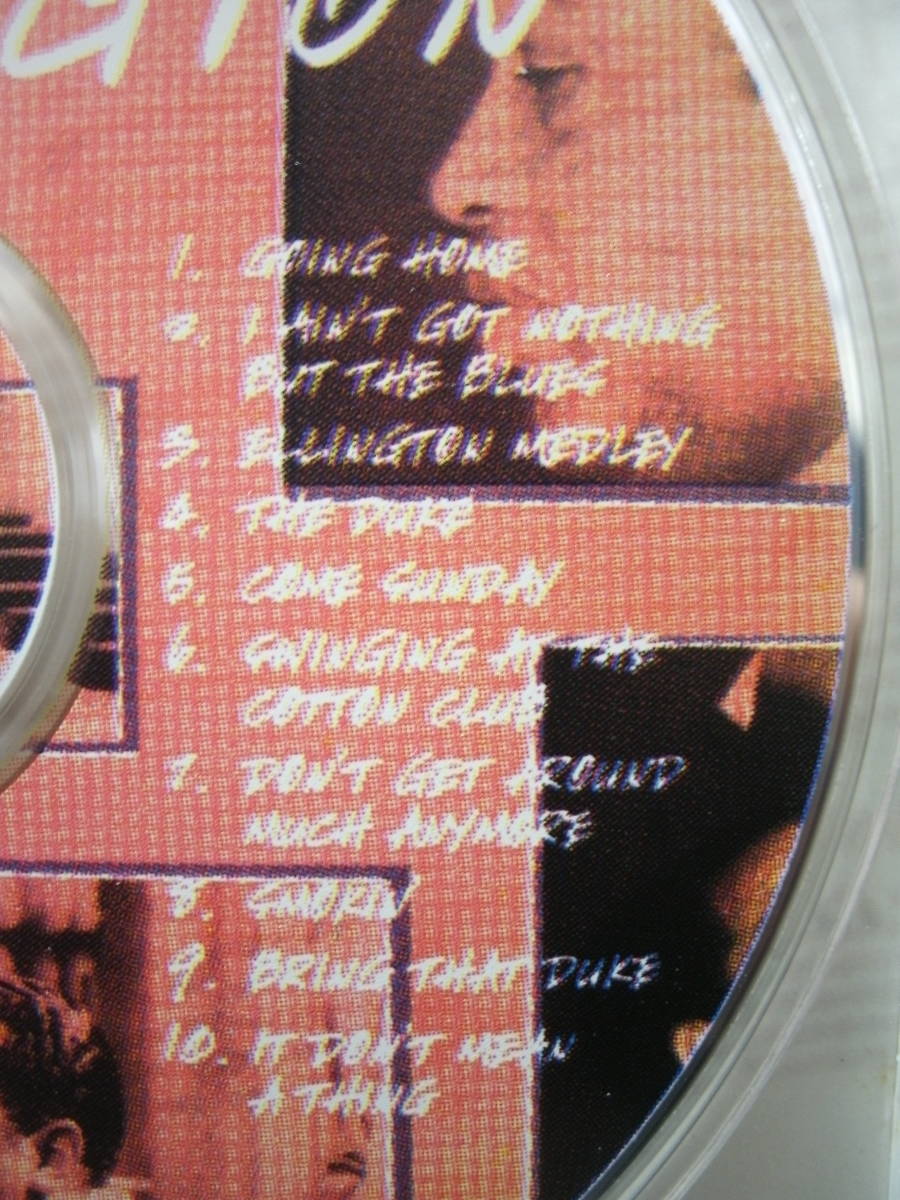 CTION
1. GOING HOME
2. I AIN'T GOT NOTHING
BUT THE BLUES
3. ELLINGTON MEDLEY
4. THE DUKE
5. COME SUNDAY
6. SWINGING AT THE
COTTON CLUB
7. DON'T GET AROUND
MUCH ANYMORE
8. SMOKIN'
9. BRING THAT DUKE
10. IT DON'T MEAN
A THING